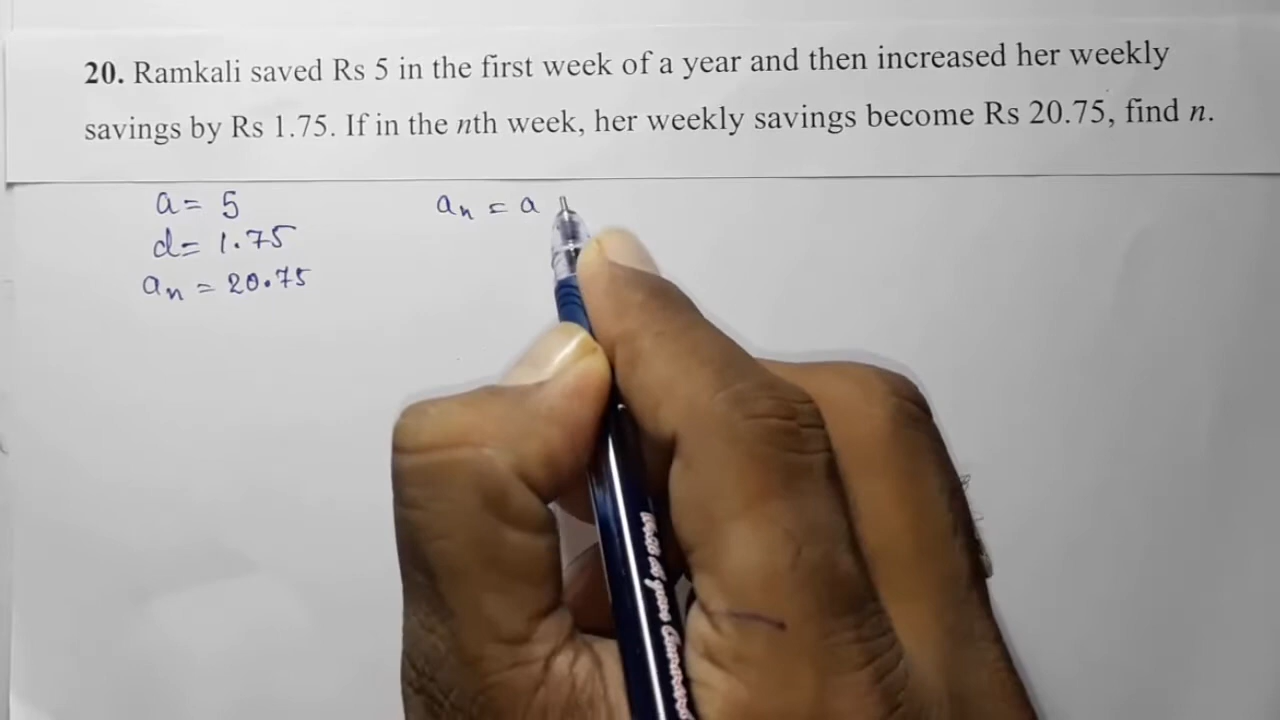 20. Ramkali saved Rs 5 in the first week of a year and then increased her weekly
savings by Rs 1.75. If in the nth week, her weekly savings become Rs 20.75, find n.
a = 5
d = 1.75
an = 20.75
an = a